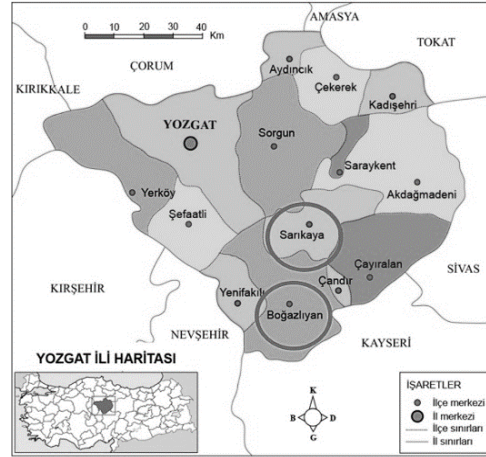 AMASYA
0 10 20 30 40
Km
TOKAT
ÇORUM
Aydıncık
Çekerek
KIRIKKALE
Kadışehri
YOZGAT
Sorgun
Saraykent
Akdağmadeni
Yerköy
Şefaatli
Sarıkaya
SİVAS
Çayıralan
KIRŞEHİR
Çandır
Yenifakılı
Boğazlıyan
NEVŞEHİR
KAYSERİ
YOZGAT İLİ HARİTASI
K
B D
G
İŞARETLER
İlçe merkezi
İl merkezi
İlçe sınırları
İl sınırları